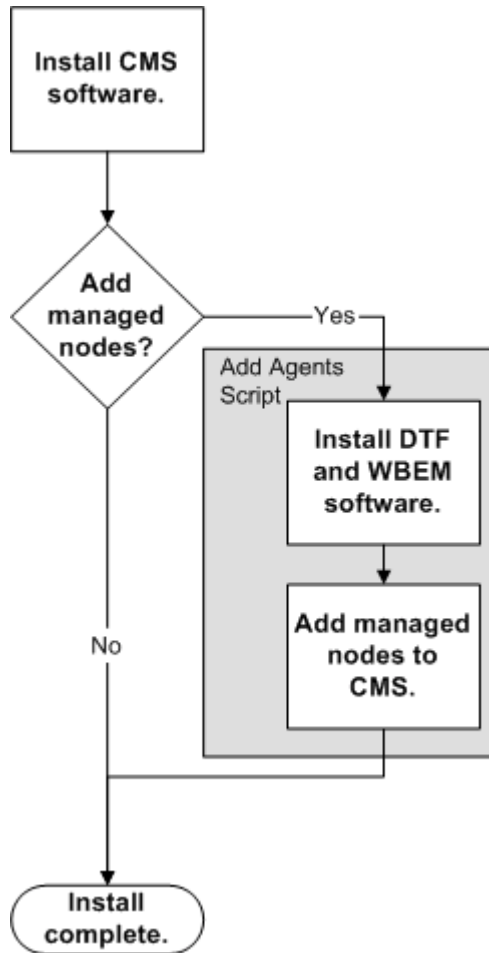 Install CMS
software.
Add
managed
nodes?
Yes
Add Agents
Script
Install DTF
and WBEM
software.
Add managed
nodes to
CMS.
No
Install
complete.